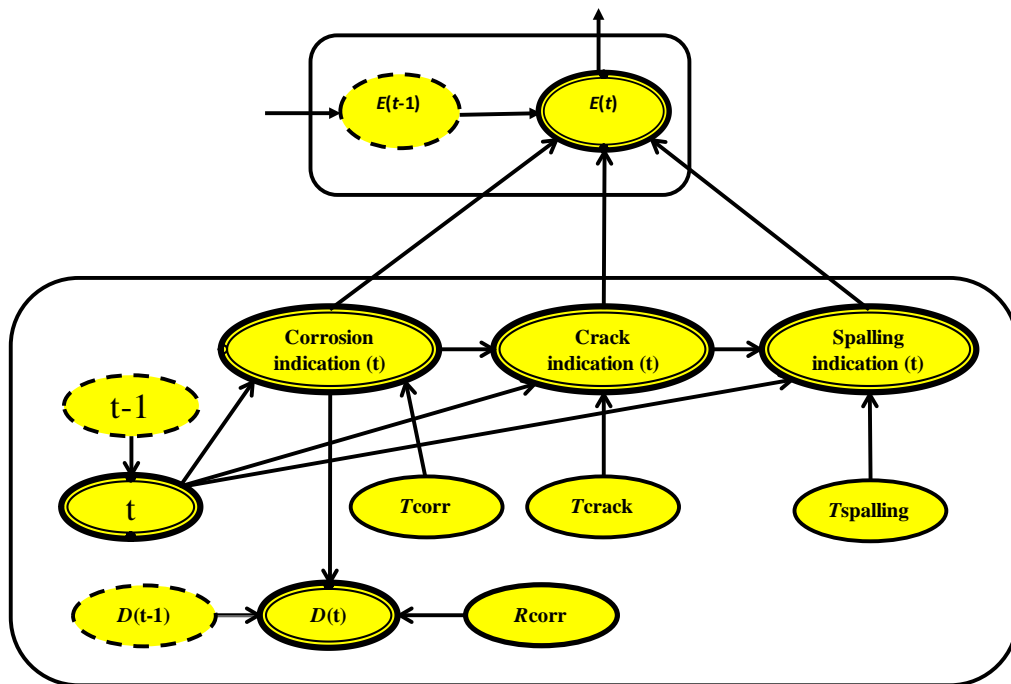 E(t-1)
E(t)
Corrosion
indication (t)
Crack
indication (t)
Spalling
indication (t)
t-1
t
Tcorr
Tcrack
Tspalling
D(t-1)
D(t)
Rcorr